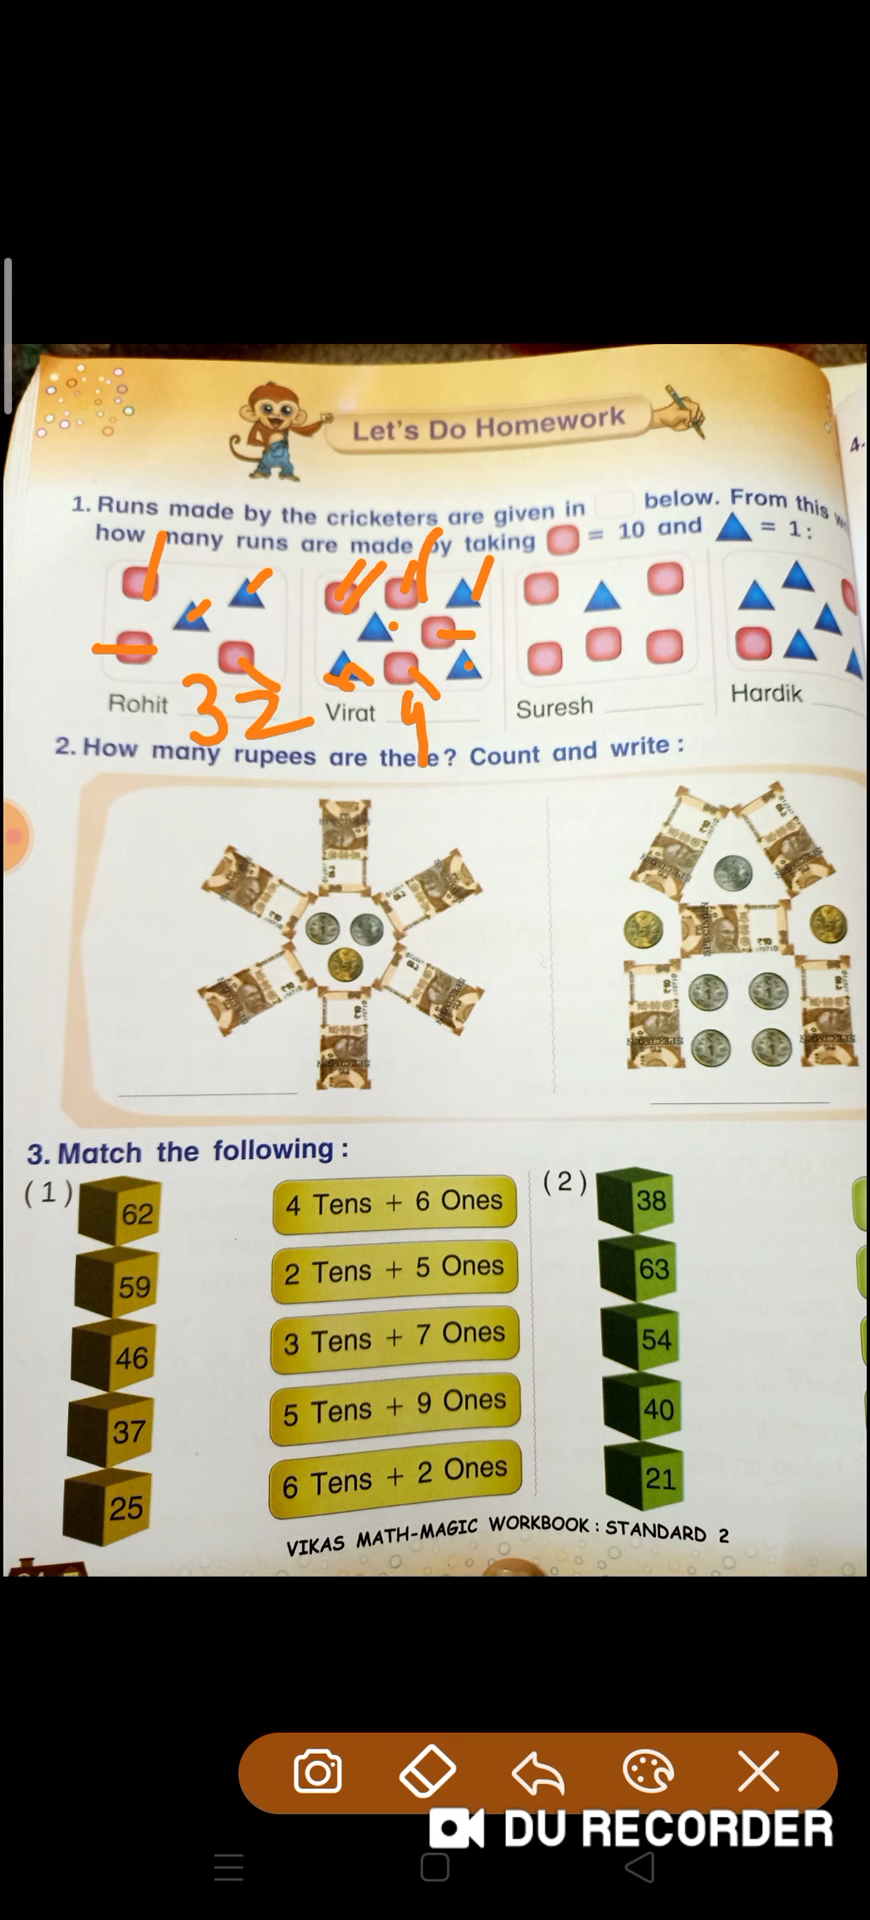 Let's Do Homework
4.
1. Runs made by the cricketers are given in below. From this
how many runs are made by taking = 10 and = 1 :
Rohit 32 Virat 4 Suresh Hardik
2. How many rupees are there? Count and write :
3. Match the following :
(1) (2)
62 4 Tens + 6 Ones 38
59 2 Tens + 5 Ones 63
46 3 Tens + 7 Ones 54
37 5 Tens + 9 Ones 40
25 6 Tens + 2 Ones 21
VIKAS MATH-MAGIC WORKBOOK : STANDARD 2
DU RECORDER